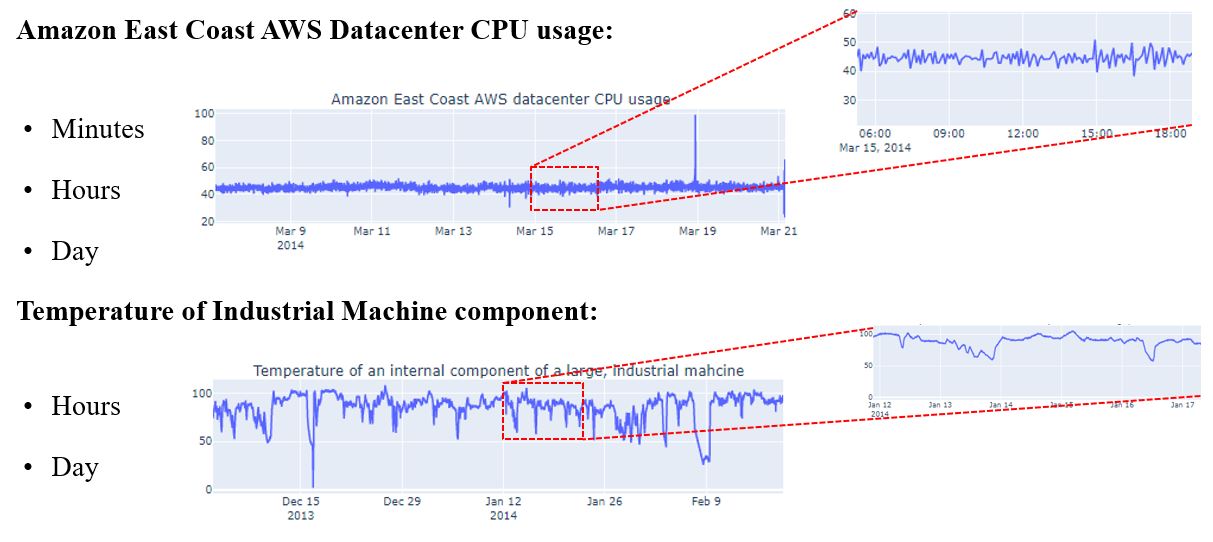 Amazon East Coast AWS Datacenter CPU usage:
• Minutes
• Hours
• Day
Amazon East Coast AWS datacenter CPU usage
100
80
60
40
20
Mar 9
2014
Mar 11
Mar 13
Mar 15
Mar 17
Mar 19
Mar 21
60
50
40
30
06:00
Mar 15, 2014
09:00
12:00
15:00
18:00
Temperature of Industrial Machine component:
• Hours
• Day
Temperature of an internal component of a large, industrial mahcine
100
50
0
Dec 15
2013
Dec 29
Jan 12
2014
Jan 26
Feb 9
100
50
0
Jan 12
2014
Jan 13
Jan 14
Jan 15
Jan 16
Jan 17